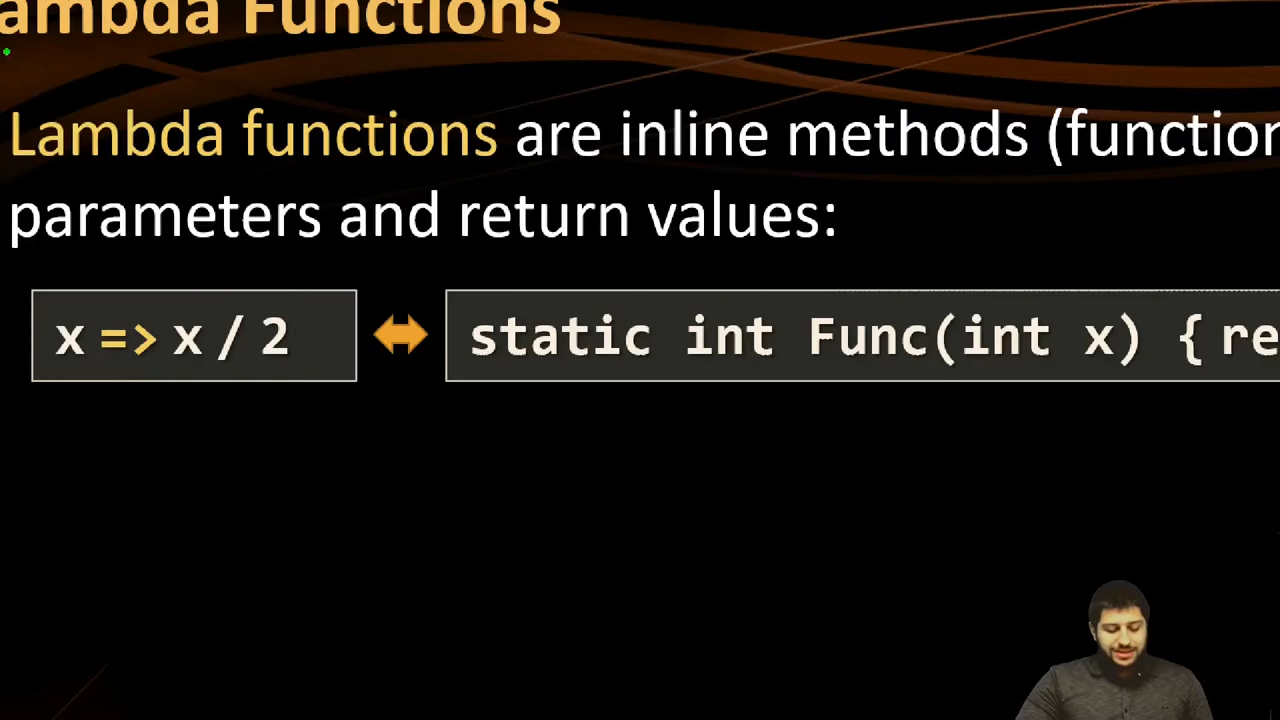 ambda Functions
Lambda functions are inline methods (function
parameters and return values:
x => x / 2
static int Func(int x) { re